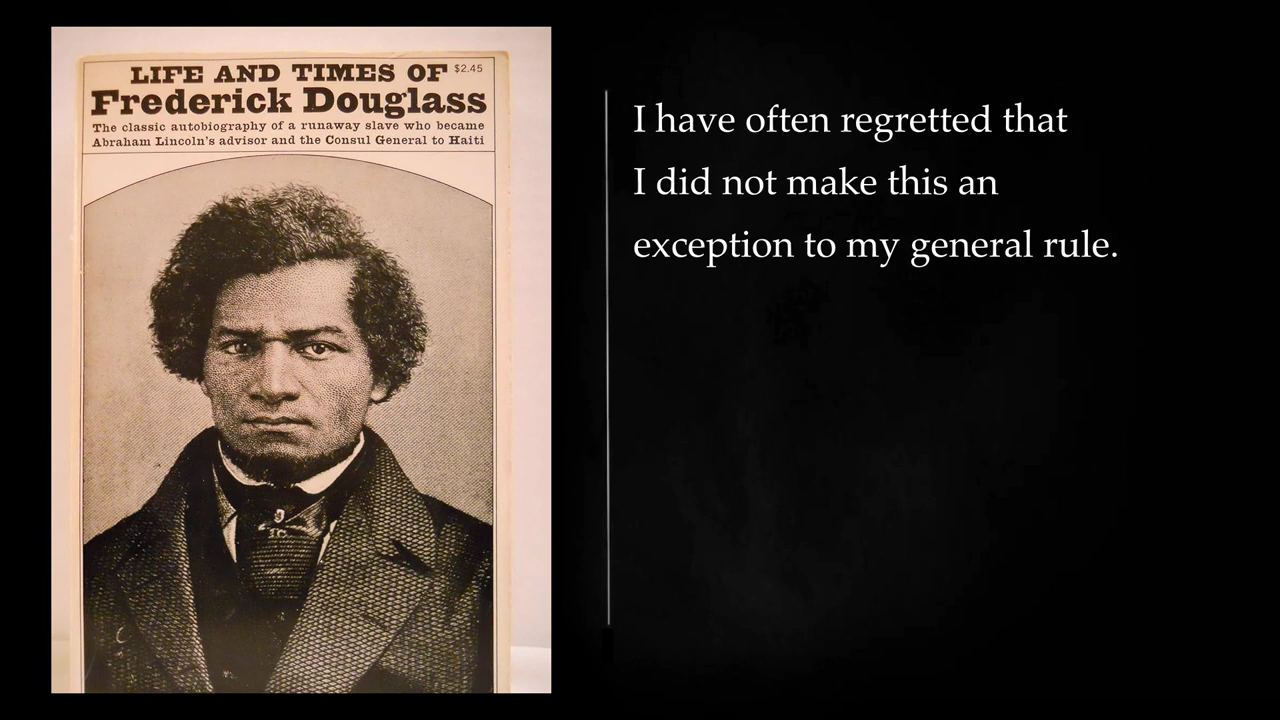 LIFE AND TIMES OF $2.45
Frederick Douglass
The classic autobiography of a runaway slave who became
Abraham Lincoln's advisor and the Consul General to Haiti
I have often regretted that
I did not make this an
exception to my general rule.